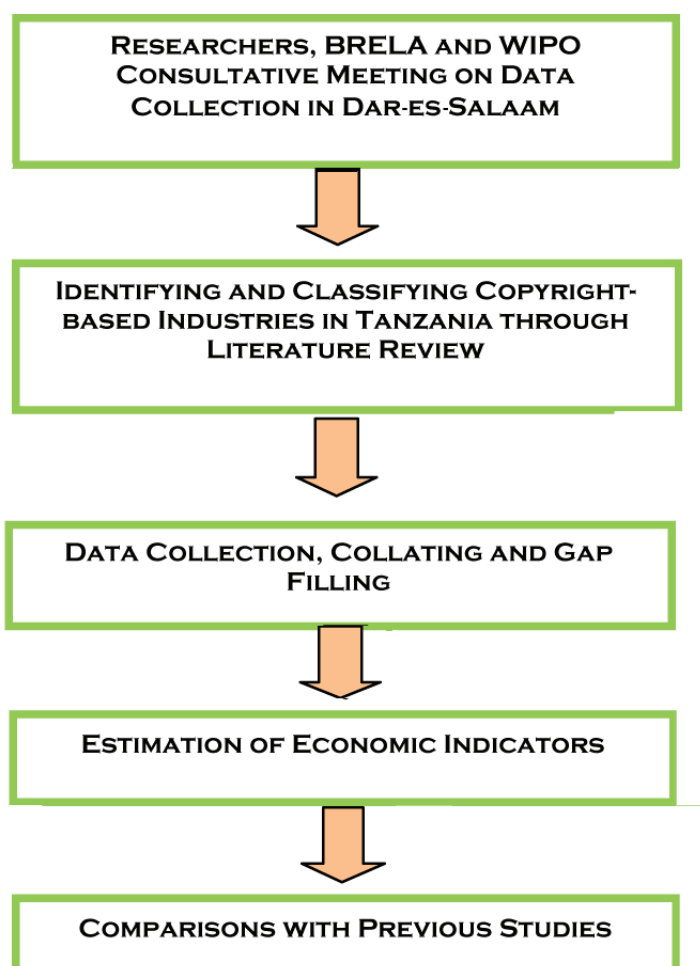 RESEARCHERS, BRELA AND WIPO
CONSULTATIVE MEETING ON DATA
COLLECTION IN DAR-ES-SALAAM
IDENTIFYING AND CLASSIFYING COPYRIGHT-
BASED INDUSTRIES IN TANZANIA THROUGH
LITERATURE REVIEW
DATA COLLECTION, COLLATING AND GAP
FILLING
ESTIMATION OF ECONOMIC INDICATORS
COMPARISONS WITH PREVIOUS STUDIES